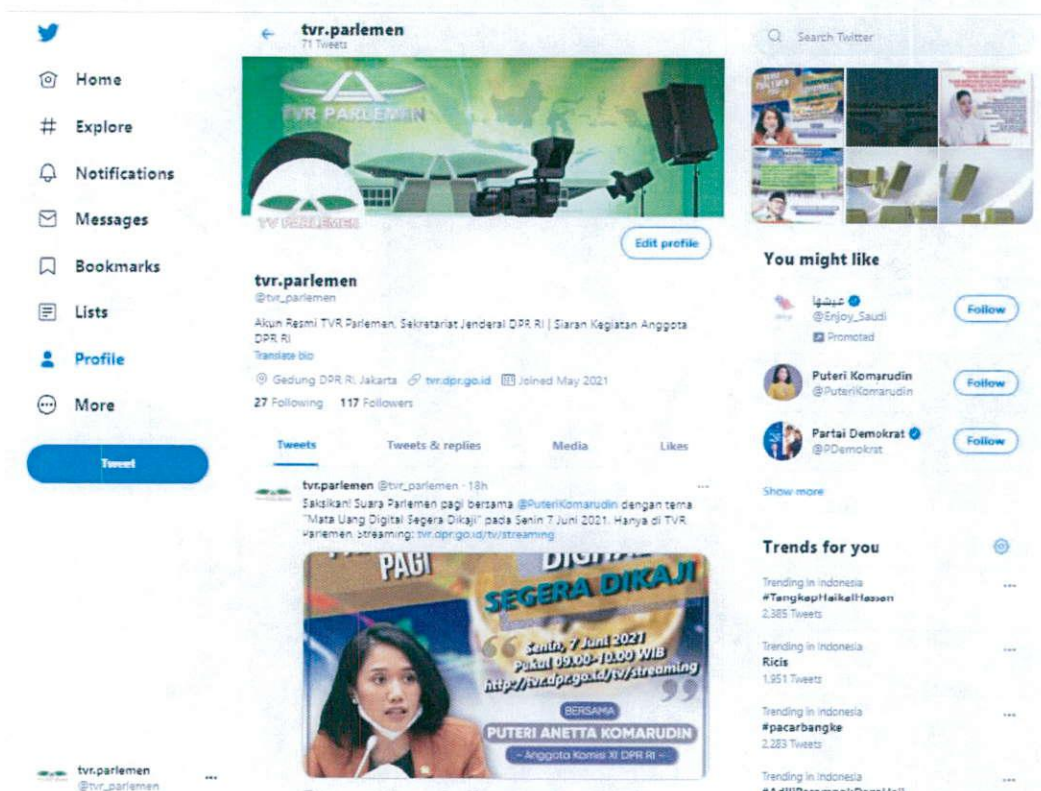 tvr.parlemen
71 Tweets
Search Twitter
Home
Explore
Notifications
Messages
Bookmarks
Lists
Profile
More
Tweet
TVR PARLEMEN
TV PARLEMEN
Edit profile
tvr.parlemen
@tvr_parlemen
Akun Resmi TVR Parlemen, Sekretariat Jenderal DPR RI | Siaran Kegiatan Anggota
DPR RI
Translate bio
Gedung DPR RI, Jakarta tvr.dpr.go.id Joined May 2021
27 Following 117 Followers
Tweets Tweets & replies Media Likes
tvr.parlemen @tvr_parlemen · 18h
Saksikan! Suara Parlemen pagi bersama @PuteriKomarudin dengan tema
"Mata Uang Digital Segera Dikaji" pada Senin 7 Juni 2021. Hanya di TVR
Parlemen Streaming: tvr.dpr.go.id/tv/streaming
PAGI
DIGITAL
SEGERA DIKAJI
Senin, 7 Juni 2021
Pukul 09.00-10.00 WIB
http://tvr.dpr.go.id/tv/streaming
BERSAMA
PUTERI ANETTA KOMARUDIN
- Anggota Komisi XI DPR RI -
You might like
@Enjoy_Saudi
Promoted
Follow
Puteri Komarudin
@PuteriKomarudin
Follow
Partai Demokrat
@PDemokrat
Follow
Show more
Trends for you
Trending in Indonesia
#TangkapHaikalHassan
2,385 Tweets
Trending in Indonesia
Ricis
1,951 Tweets
Trending in Indonesia
#pacarbangke
2,283 Tweets
Trending in Indonesia
tvr.parlemen
@tvr_parlemen